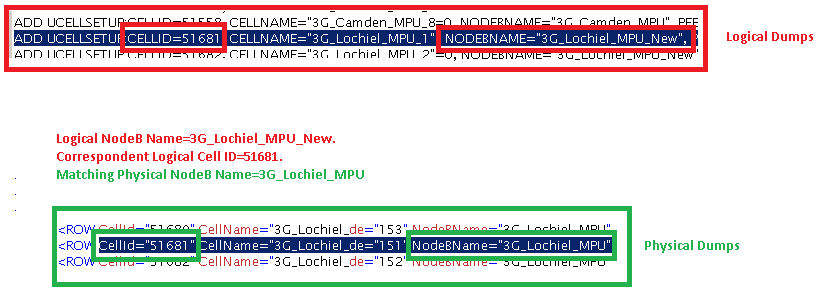 ADD UCELLSETUP:CELLID=51558, CELLNAME="3G_Camden_MPU_8=0, NODEBNAME="3G_Camden_MPU",
ADD UCELLSETUP:CELLID=51681, CELLNAME="3G_Lochiel_MPU_1" NODEBNAME="3G_Lochiel_MPU_New",
Logical Dumps
ADD UCELLSETUP:CELLID=51682, CELLNAME="3G_Lochiel_MPU_2"=0, NODEBNAME="3G_Lochiel_MPU_New"
Logical NodeB Name=3G_Lochiel_MPU_New.
Correspondent Logical Cell ID=51681.
Matching Physical NodeB Name=3G_Lochiel_MPU
.
.
.
<ROW CellId="51680" CellName="3G_Lochiel_de="153" NodeBName="3G_Lochiel_MPU"
<ROW CellId="51681" CellName="3G_Lochiel_de="151" NodeBName="3G_Lochiel_MPU"
Physical Dumps
<ROW CellId="51682" CellName="3G_Lochiel_de="152" NodeBName="3G_Lochiel_MPU"